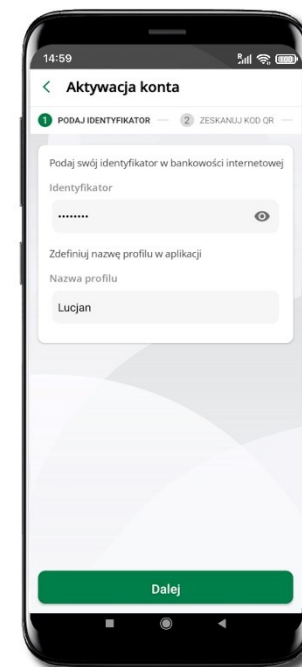 14:59
Aktywacja konta
1 PODAJ IDENTYFIKATOR 2 ZESKANUJ KOD QR
Podaj swój identyfikator w bankowości internetowej
Identyfikator
••••••••
Zdefiniuj nazwę profilu w aplikacji
Nazwa profilu
Lucjan
Dalej